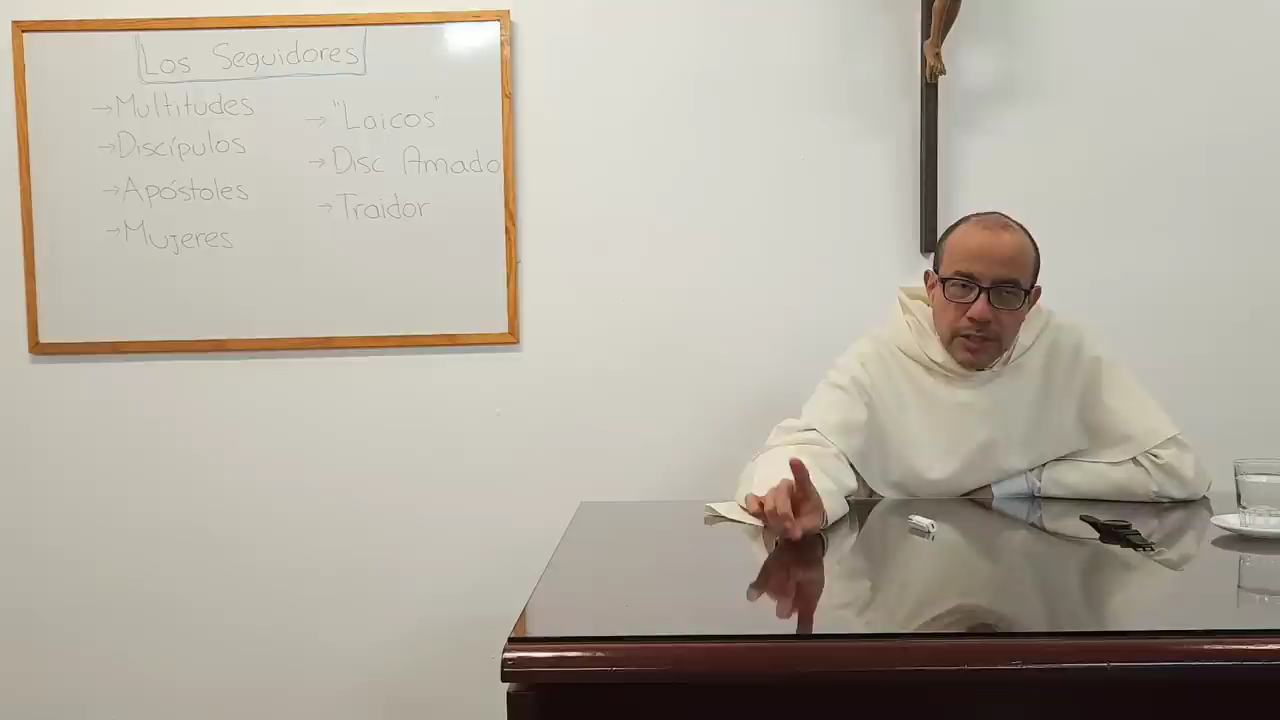 Los Seguidores
→Multitudes
→Discípulos
→Apóstoles
→Mujeres
→"Laicos"
→Disc Amado
→Traidor